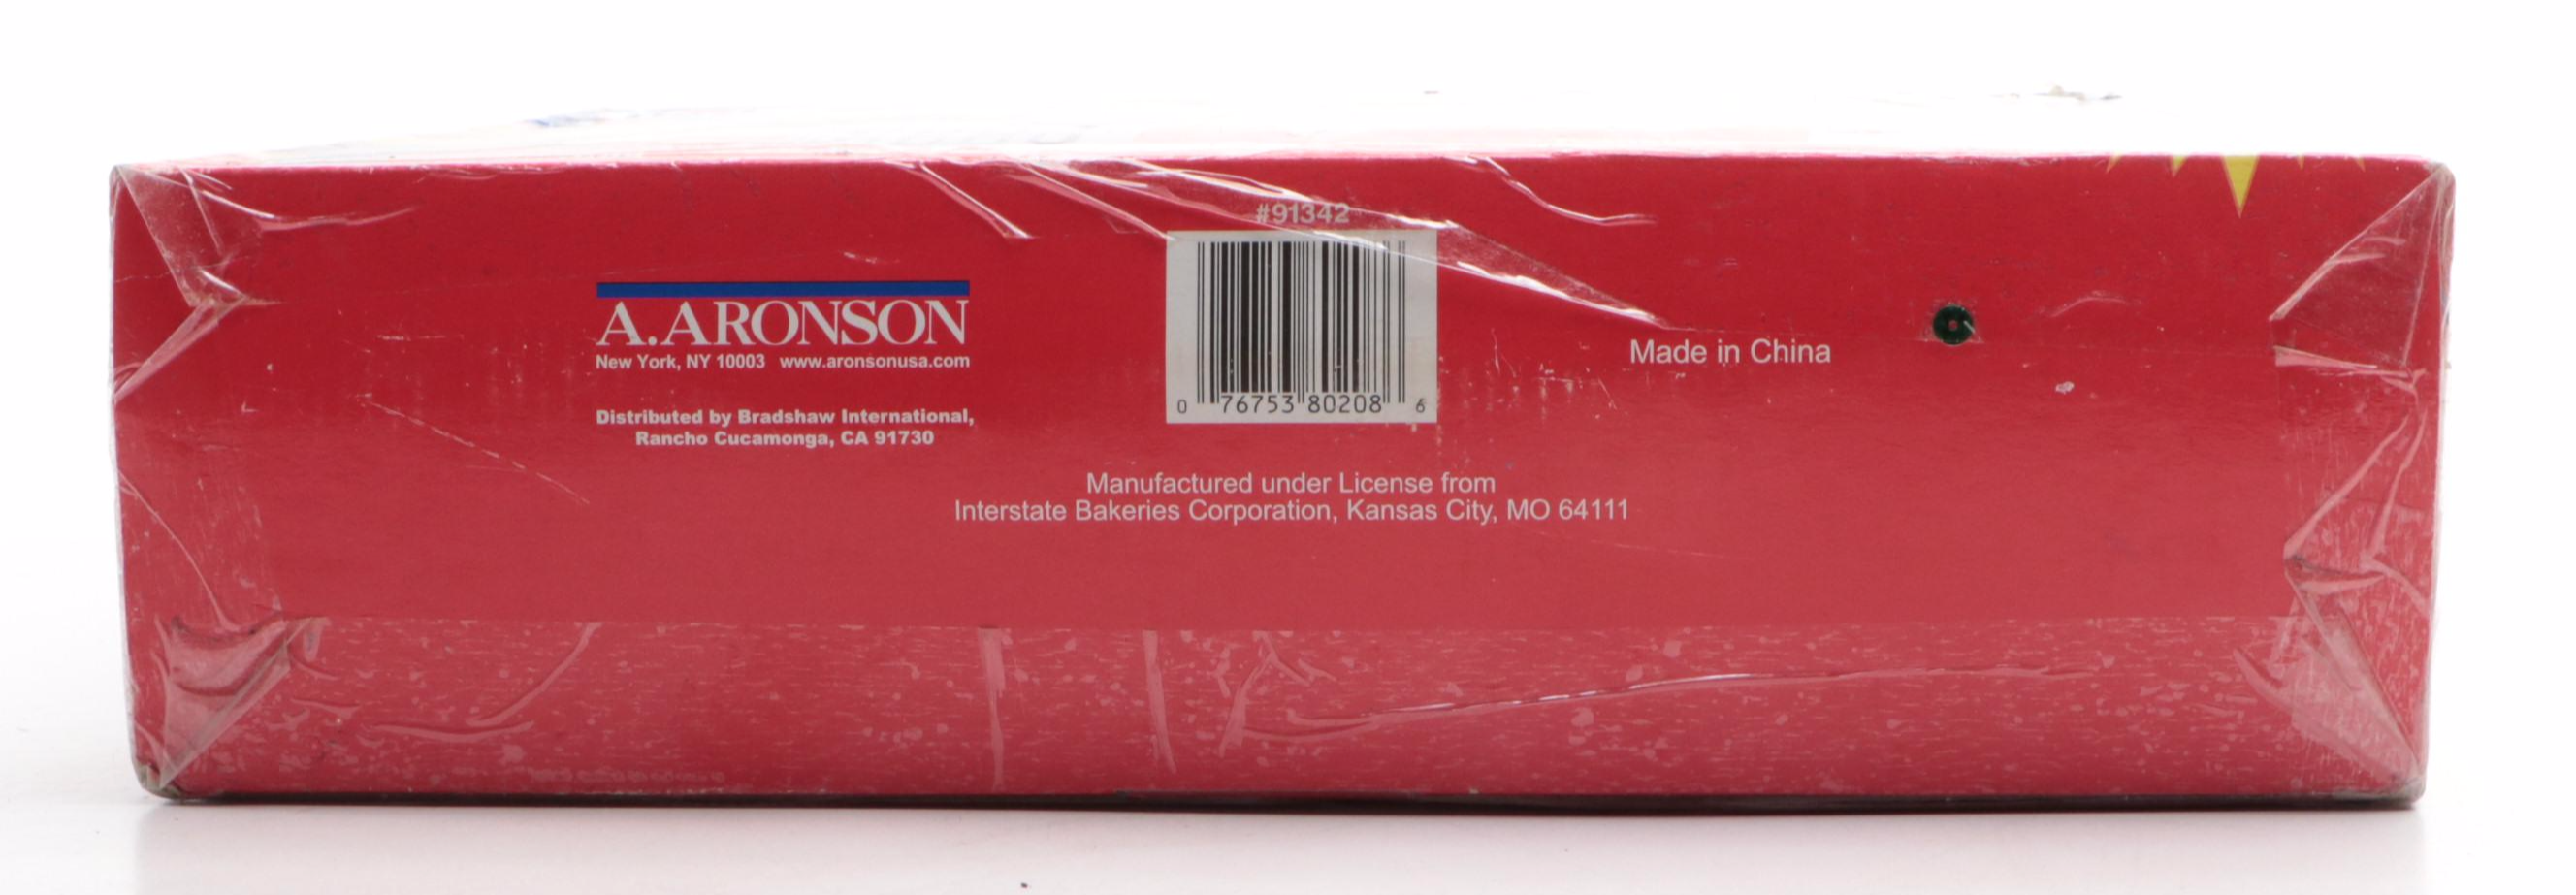 #91342
A.ARONSON
New York, NY 10003 www.aronsonusa.com
Distributed by Bradshaw International,
Rancho Cucamonga, CA 91730
0 76753 80208 6
Made in China
Manufactured under License from
Interstate Bakeries Corporation, Kansas City, MO 64111